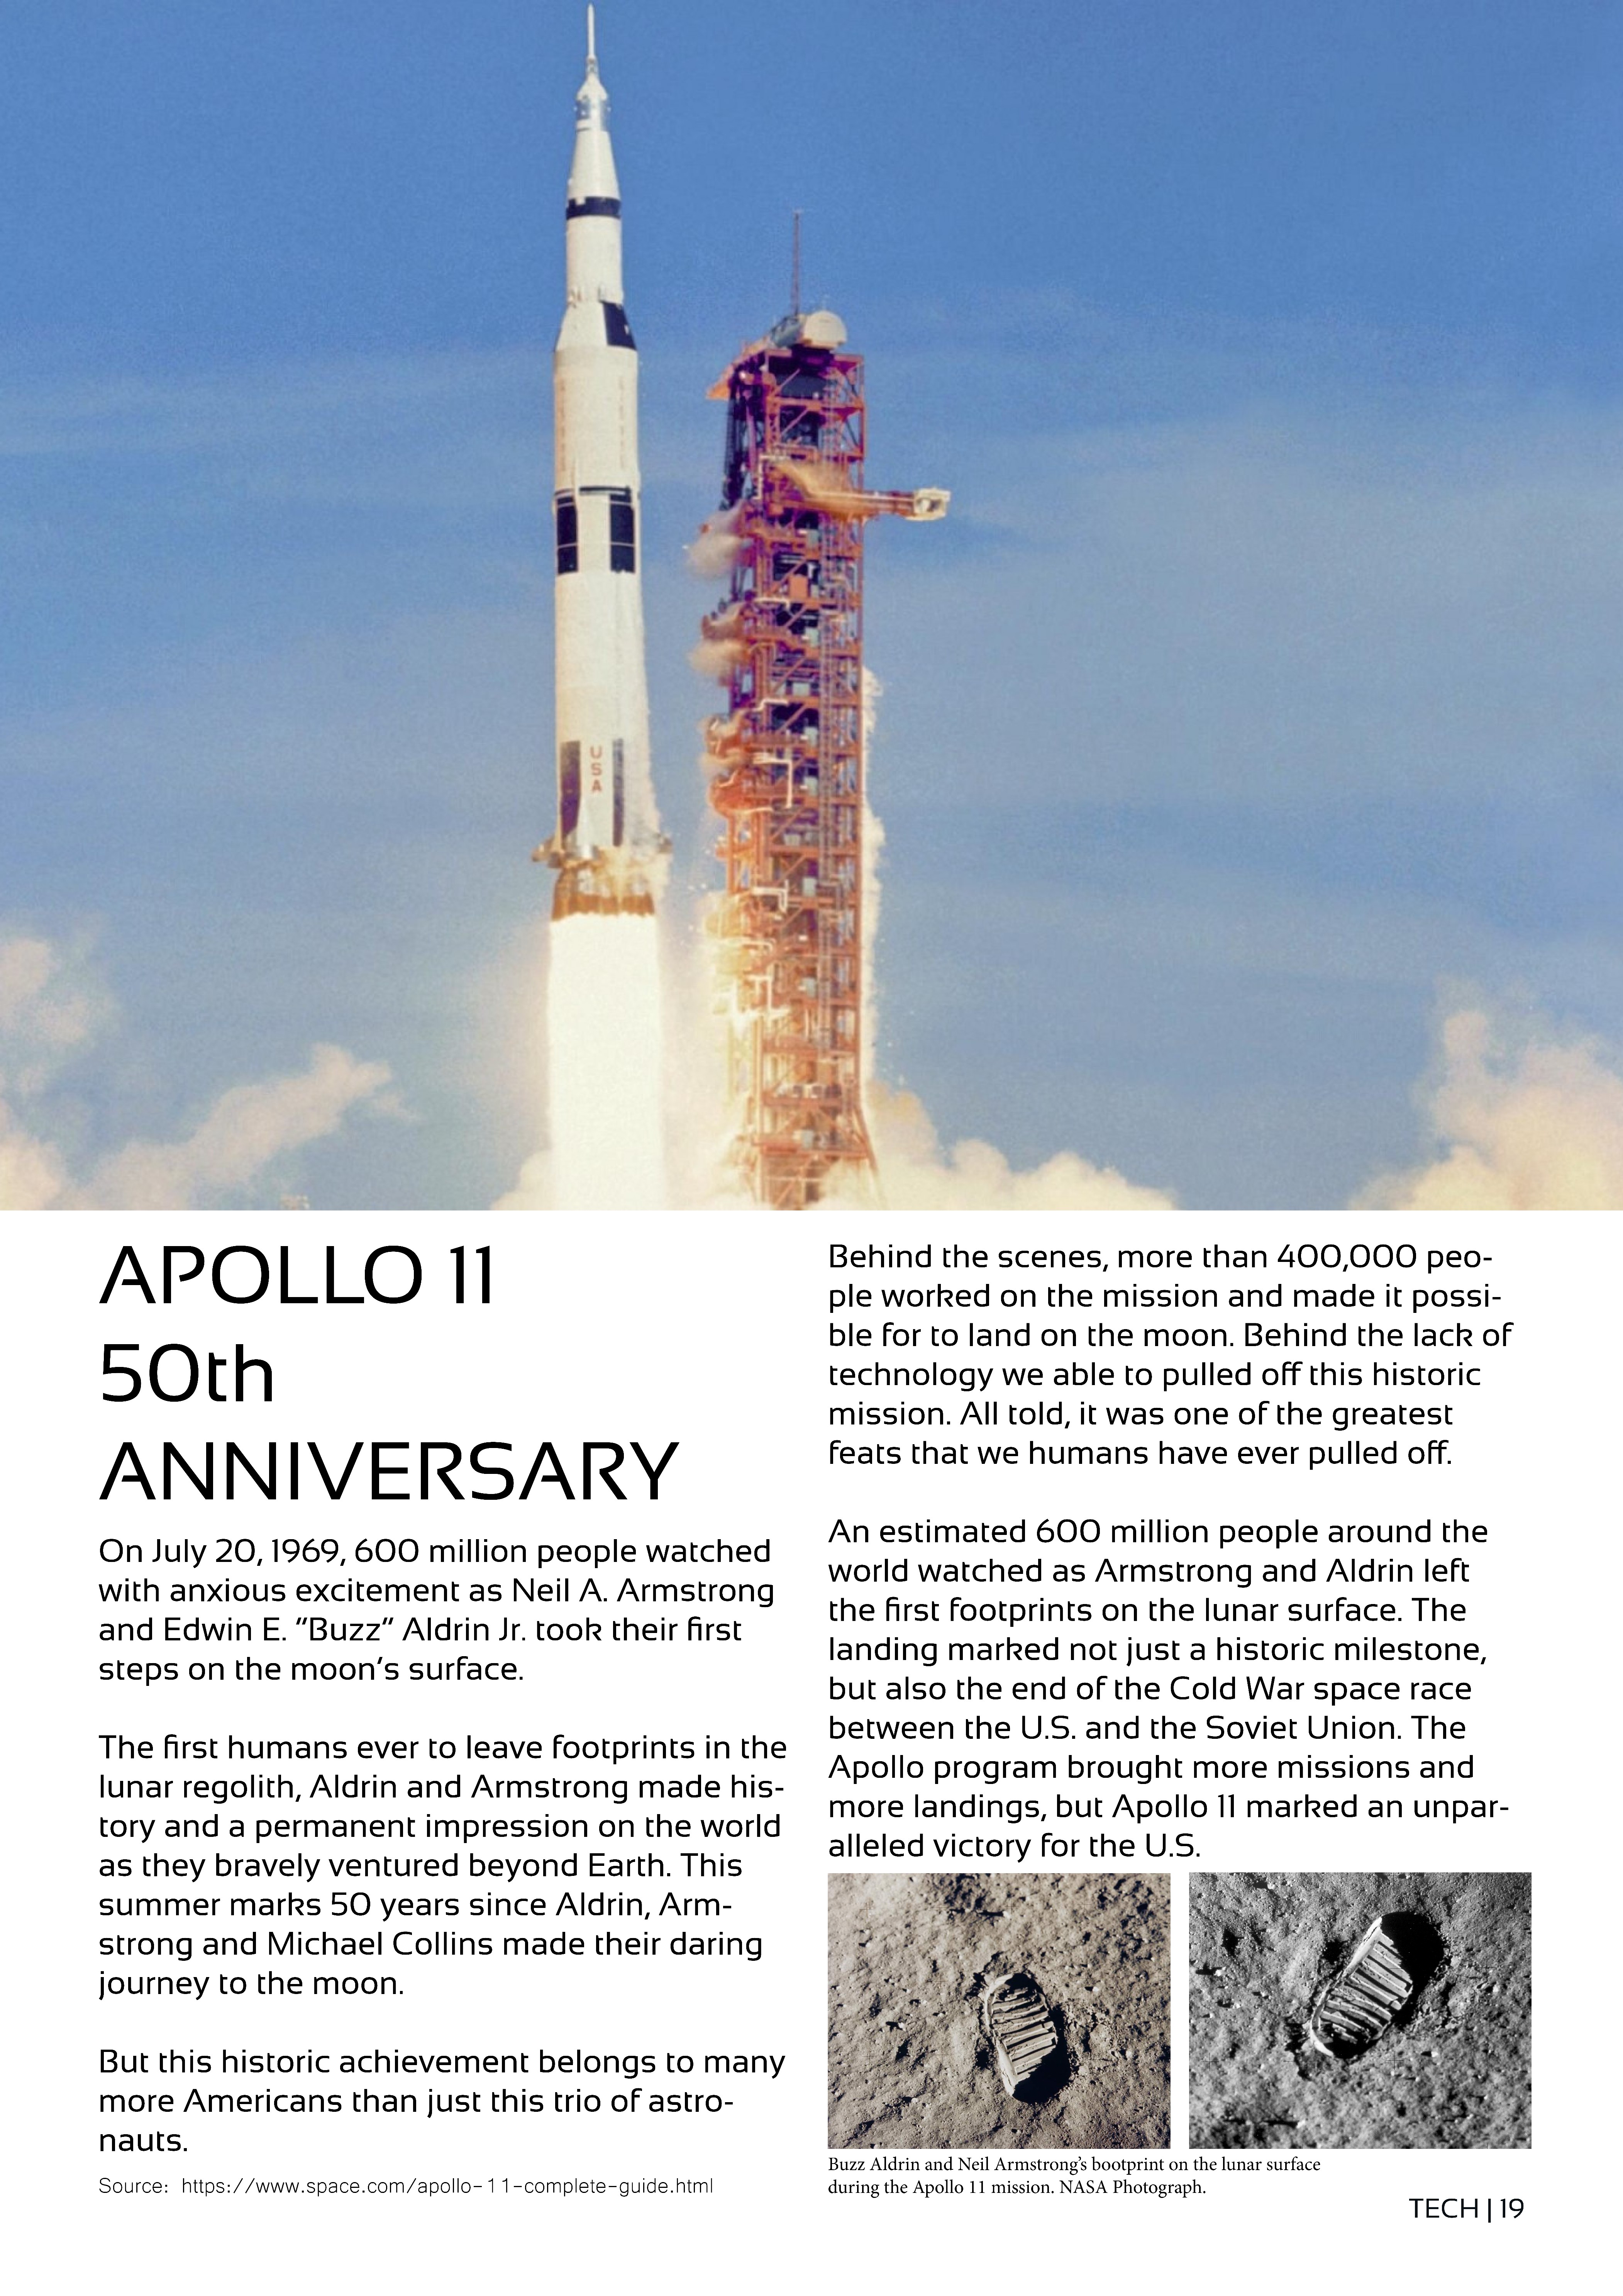 USA
APOLLO 11
50th
ANNIVERSARY
On July 20, 1969, 600 million people watched
with anxious excitement as Neil A. Armstrong
and Edwin E. "Buzz" Aldrin Jr. took their first
steps on the moon's surface.
The first humans ever to leave footprints in the
lunar regolith, Aldrin and Armstrong made his-
tory and a permanent impression on the world
as they bravely ventured beyond Earth. This
summer marks 50 years since Aldrin, Arm-
strong and Michael Collins made their daring
journey to the moon.
But this historic achievement belongs to many
more Americans than just this trio of astro-
nauts.
Source: https://www.space.com/apollo-11-complete-guide.html
Behind the scenes, more than 400,000 peo-
ple worked on the mission and made it possi-
ble for to land on the moon. Behind the lack of
technology we able to pulled off this historic
mission. All told, it was one of the greatest
feats that we humans have ever pulled off.
An estimated 600 million people around the
world watched as Armstrong and Aldrin left
the first footprints on the lunar surface. The
landing marked not just a historic milestone,
but also the end of the Cold War space race
between the U.S. and the Soviet Union. The
Apollo program brought more missions and
more landings, but Apollo 11 marked an unpar-
alleled victory for the U.S.
Buzz Aldrin and Neil Armstrong's bootprint on the lunar surface
during the Apollo 11 mission. NASA Photograph.
TECH | 19